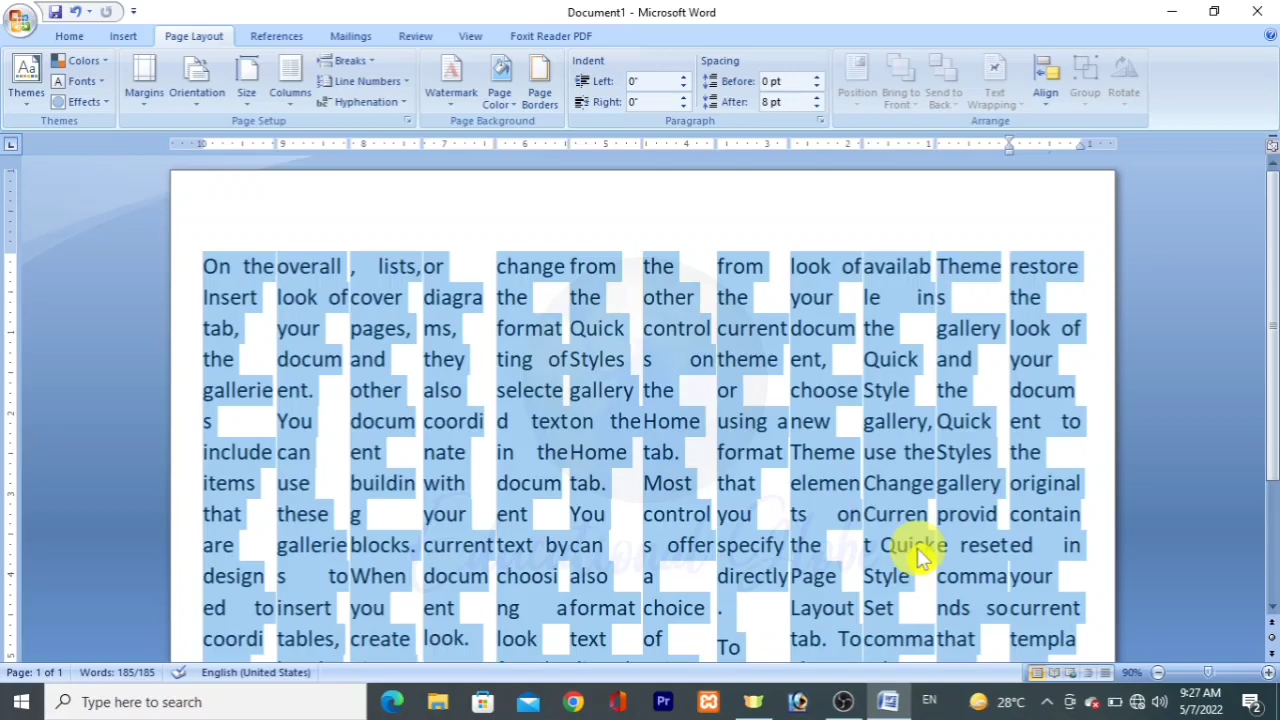 Document1 - Microsoft Word
Home Insert Page Layout References Mailings Review View Foxit Reader PDF
Themes
Colors
Fonts
Effects
Themes
Margins
Orientation
Size
Columns
Breaks
Line Numbers
Hyphenation
Page Setup
Watermark
Page Color
Page Borders
Page Background
Indent
Left: 0"
Right: 0"
Spacing
Before: 0 pt
After: 8 pt
Paragraph
Position
Bring to Front
Send to Back
Text Wrapping
Align
Group
Rotate
Arrange
10 9 8 7 6 5 4 3 2 1 1
On the
Insert
tab,
the
gallerie
s
include
items
that
are
design
ed to
coordi
overall
look of
your
docum
ent.
You
can
use
these
gallerie
s to
insert
tables,
, lists,
cover
pages,
and
other
docum
ent
buildin
g
blocks.
When
you
create
or
diagra
ms,
they
also
coordi
nate
with
your
current
docum
ent
look.
change
the
format
ting of
selecte
d text
in the
docum
ent
text by
choosi
ng a
look
from
the
Quick
Styles
gallery
on the
Home
tab.
You
can
also
format
text
the
other
control
s on
the
Home
tab.
Most
control
s offer
a
choice
of
from
the
current
theme
or
using a
format
that
you
specify
directly
.
To
look of
your
docum
ent,
choose
new
Theme
elemen
ts on
the
Page
Layout
tab. To
availab
le in
the
Quick
Style
gallery,
use the
Change
Curren
t Quick
Style
Set
comma
Theme
s
gallery
and
the
Quick
Styles
gallery
provid
e reset
comma
nds so
that
restore
the
look of
your
docum
ent to
the
original
contain
ed in
your
current
templa
Page: 1 of 1 Words: 185/185 English (United States) 90%
Type here to search
Pr
W
28°C
EN
9:27 AM
5/7/2022
2